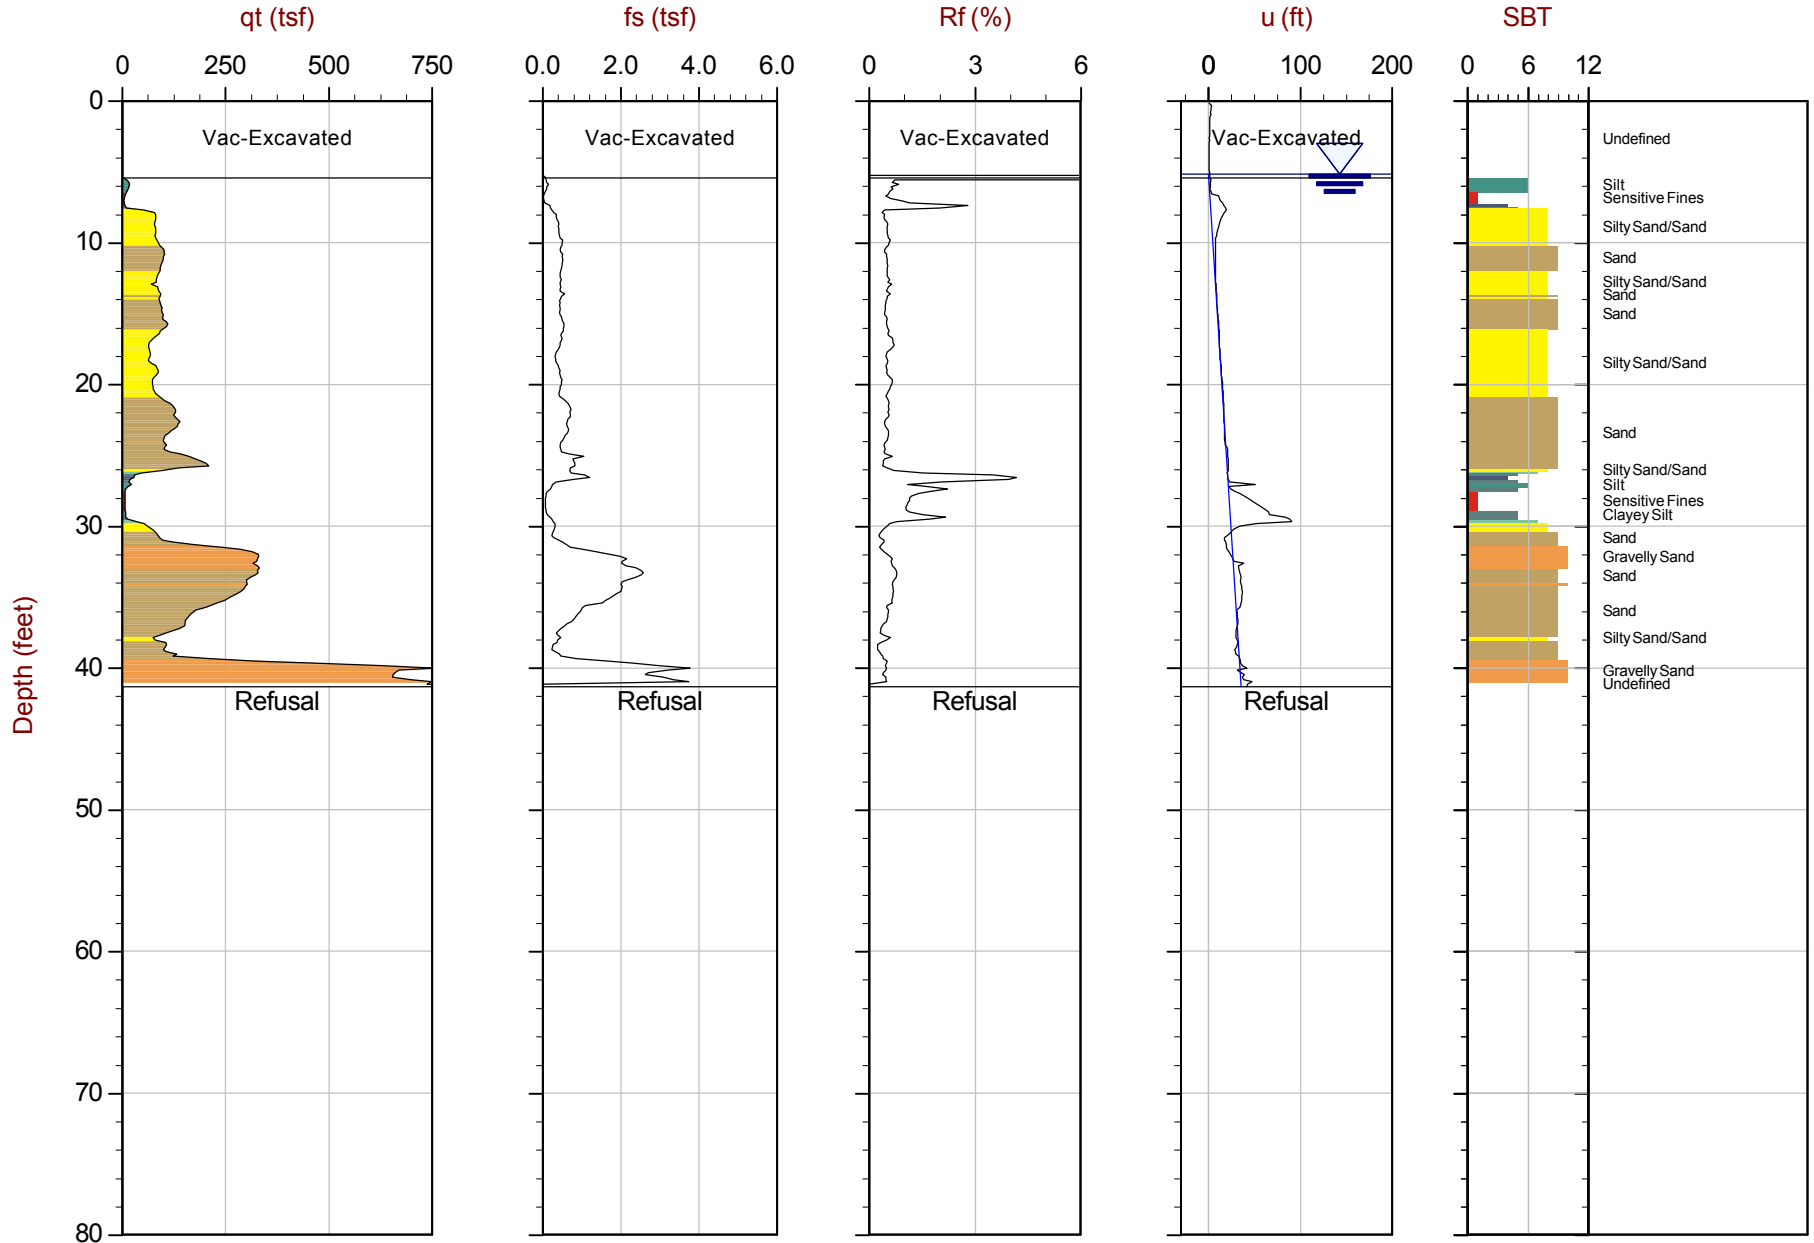 qt (tsf) fs (tsf) Rf (%) u (ft) SBT
0 250 500 750 0.0 2.0 4.0 6.0 0 3 6 0 100 200 0 6 12
0
Vac-Excavated Vac-Excavated Vac-Excavated Vac-Excavated Undefined
Silt
Sensitive Fines
Silty Sand/Sand
10
Sand
Silty Sand/Sand
Sand
Sand
Silty Sand/Sand
20
Sand
Silty Sand/Sand
Silt
Sensitive Fines
Clayey Silt
30
Sand
Gravelly Sand
Sand
Sand
Silty Sand/Sand
40
Gravelly Sand
Undefined
Refusal Refusal Refusal Refusal
Depth (feet)
50
60
70
80